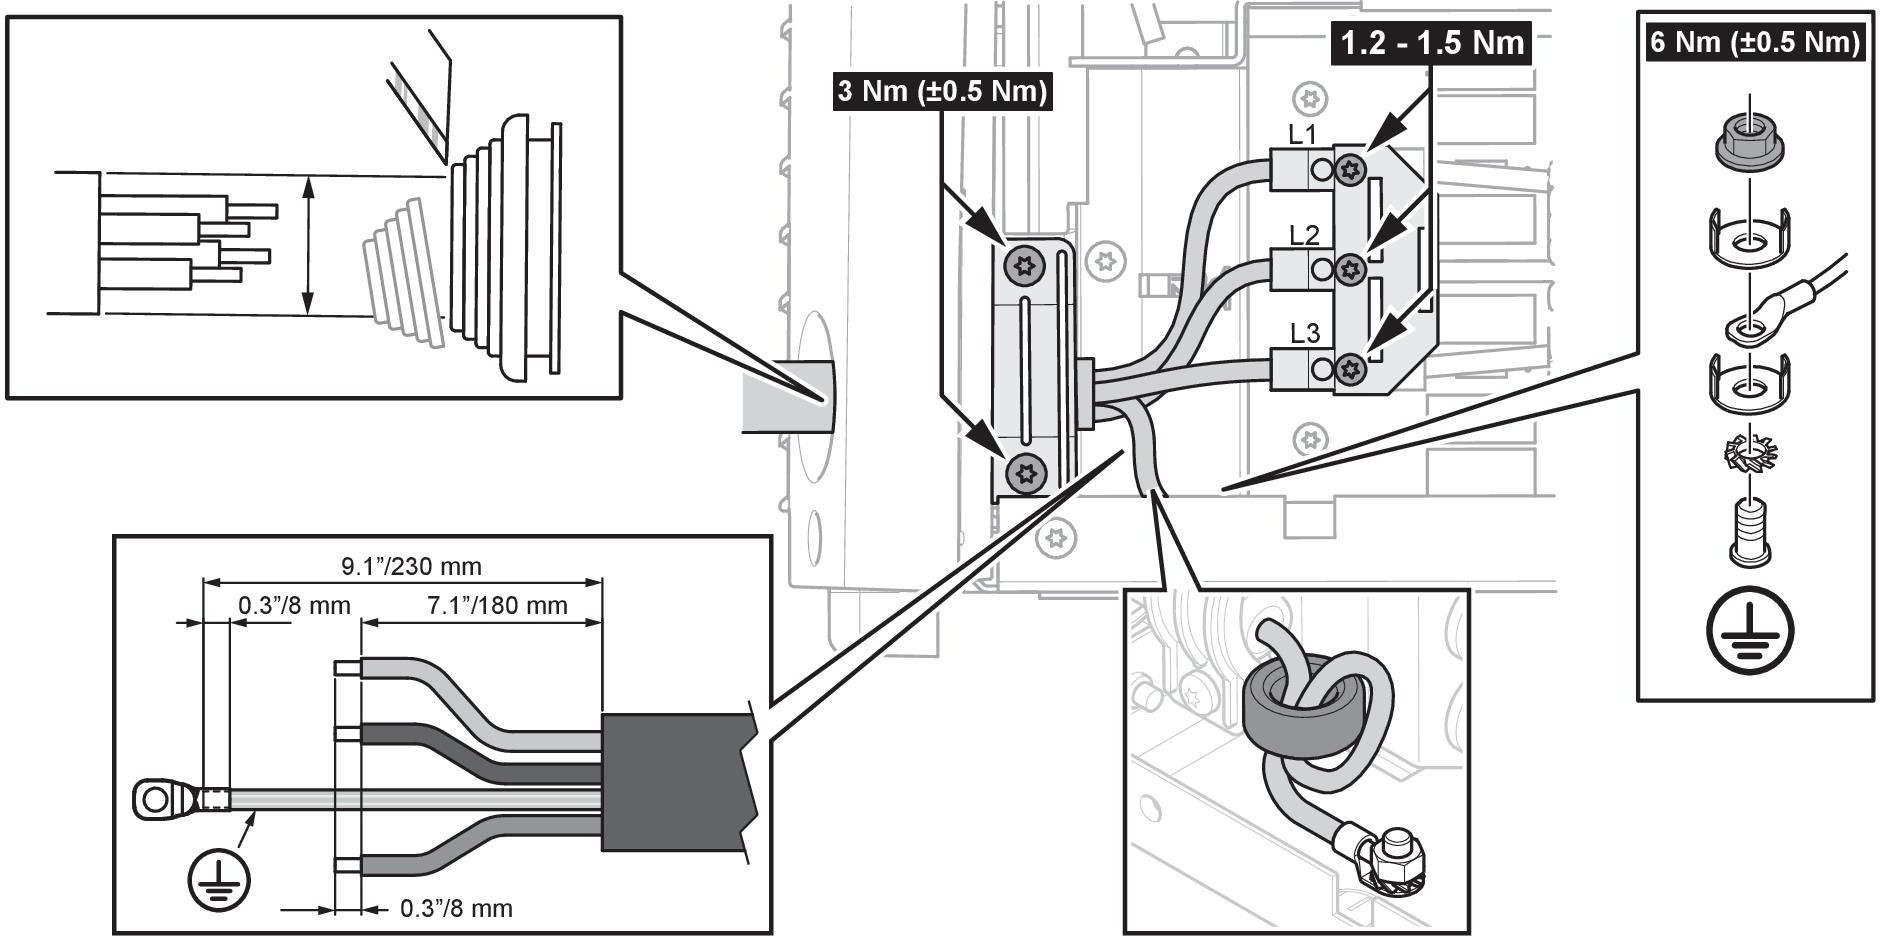 3 Nm (±0.5 Nm)
1.2 - 1.5 Nm
6 Nm (±0.5 Nm)
L1
L2
L3
9.1”/230 mm
0.3”/8 mm
7.1”/180 mm
0.3”/8 mm